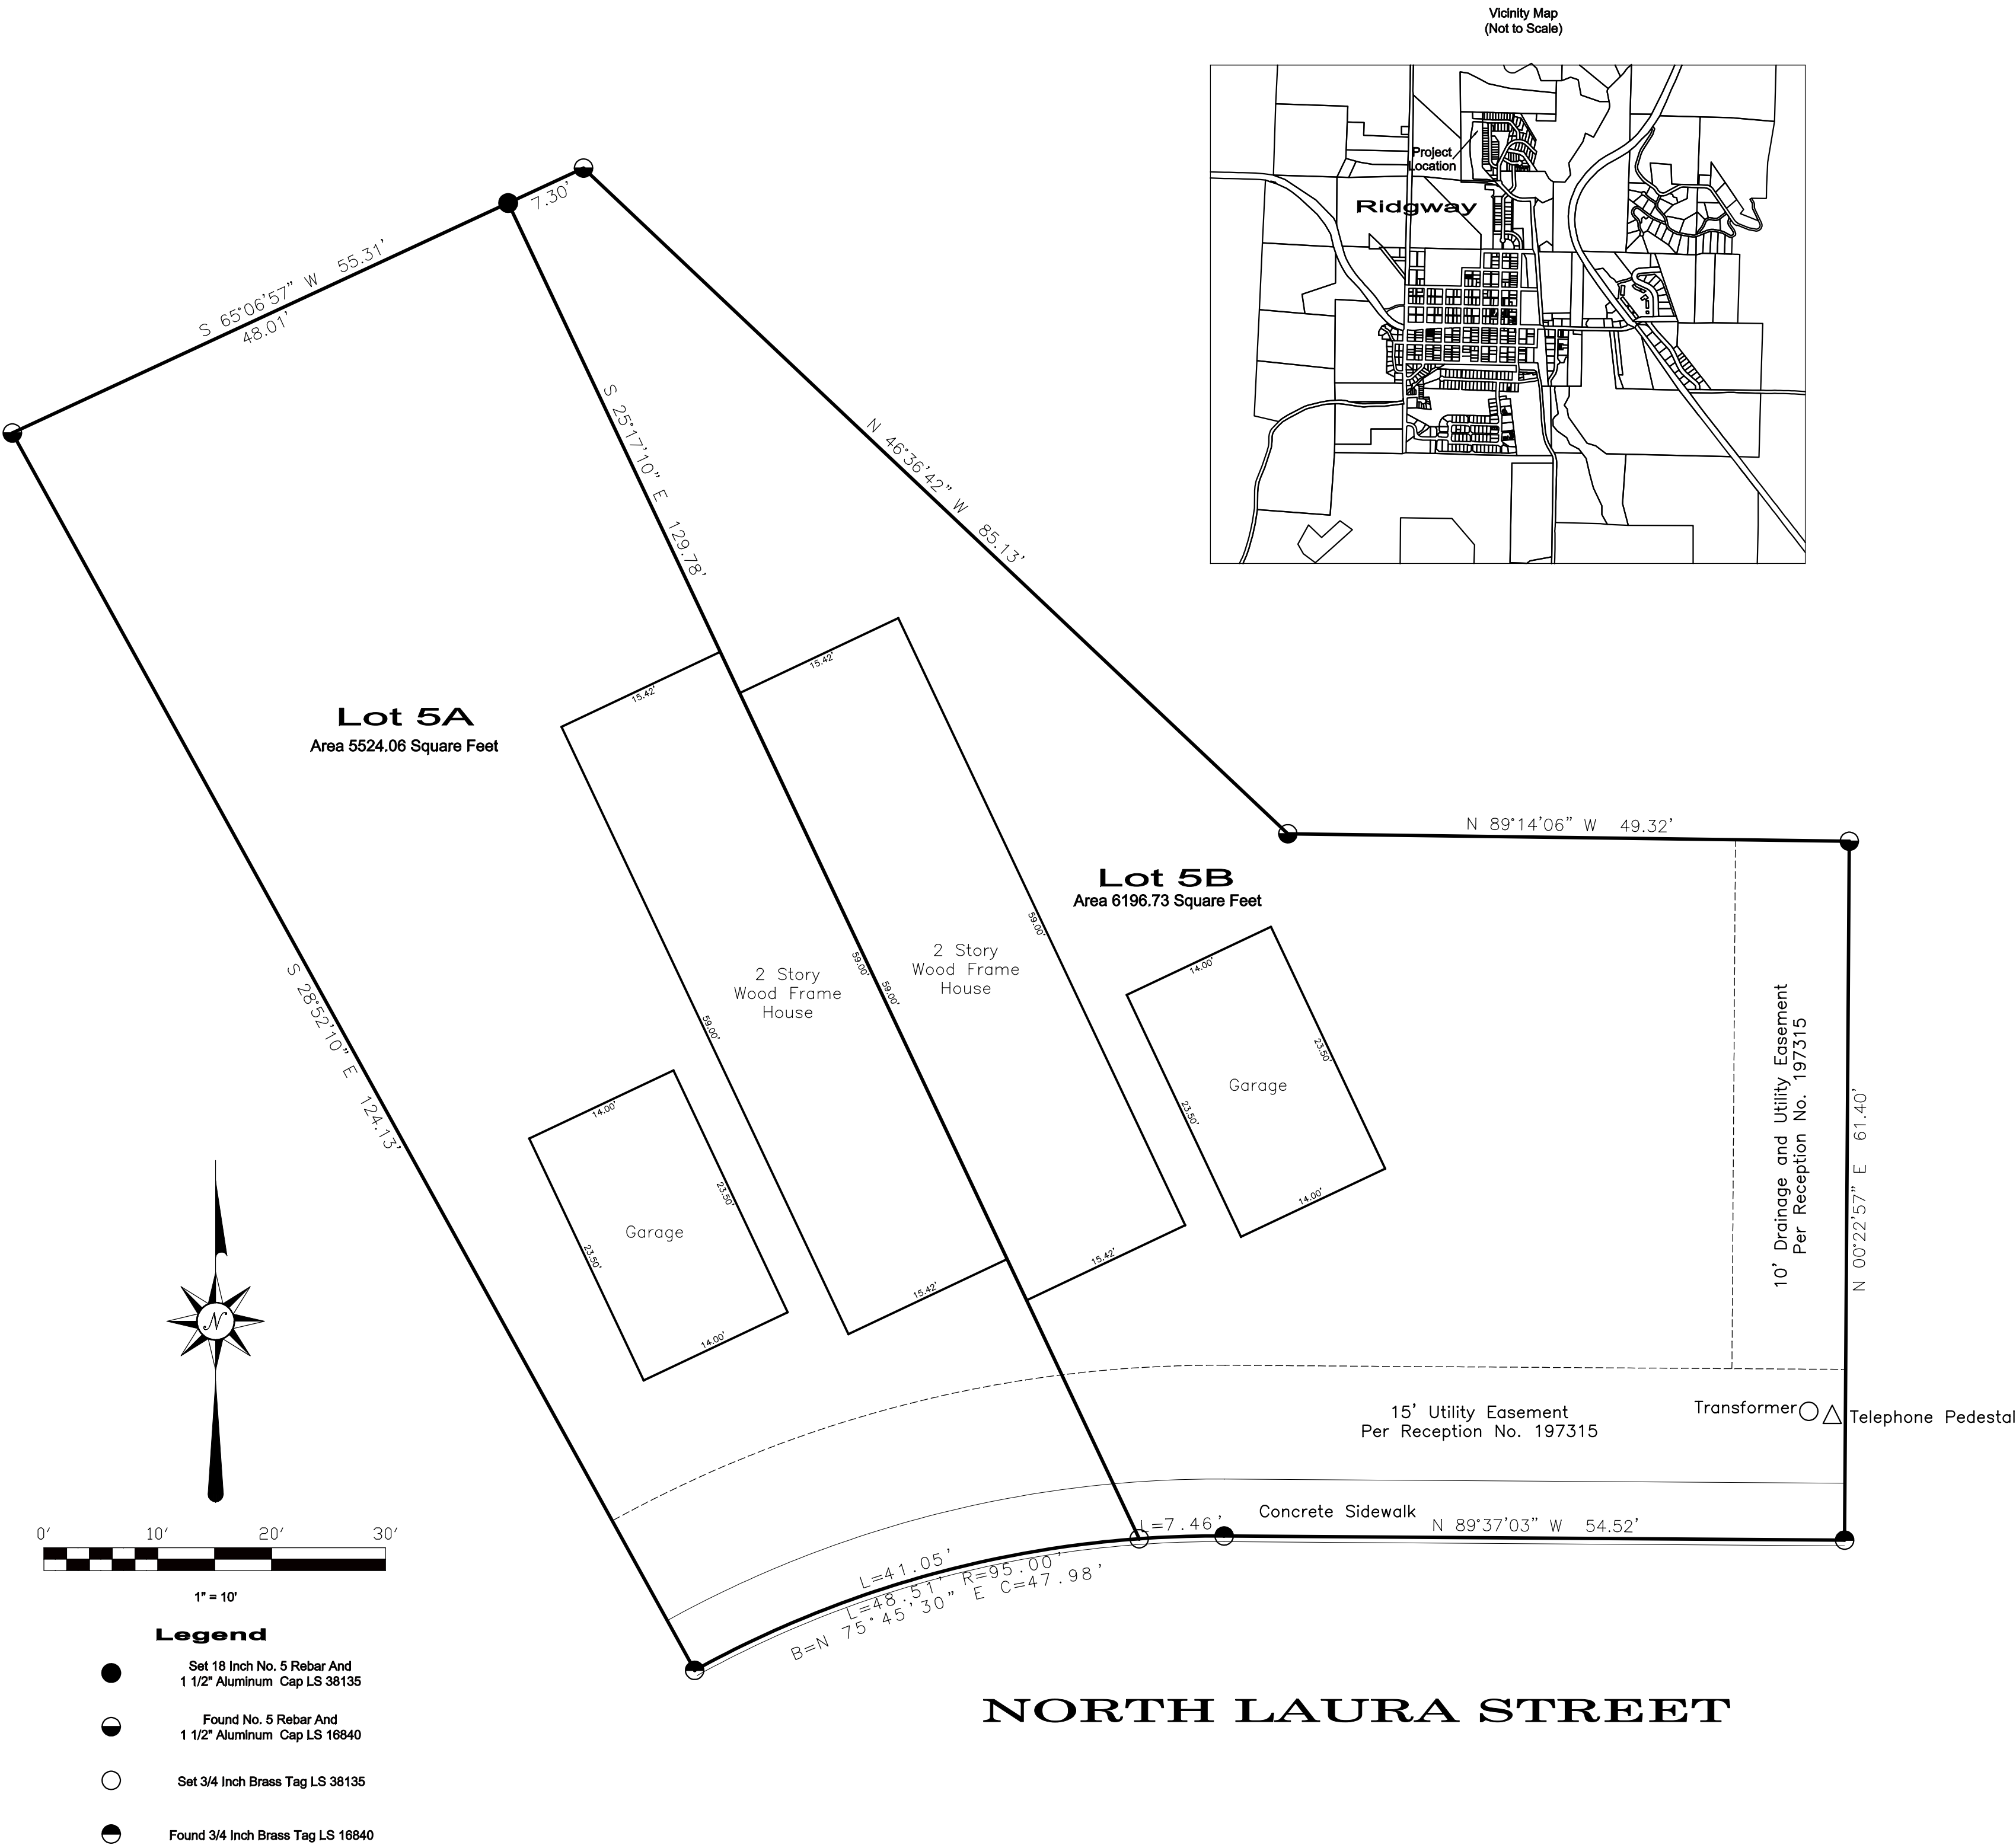 Vicinity Map
(Not to Scale)
Project
Location
Ridgway
7.30'
S 65°06'57" W 55.31'
48.01'
S 25°17'10" E 129.78'
N 46°36'42" W 85.13'
15.42'
15.42'
Lot 5A
Area 5524.06 Square Feet
N 89°14'06" W 49.32'
Lot 5B
Area 6196.73 Square Feet
59.00'
2 Story
Wood Frame
House
2 Story
Wood Frame
House
59.00'
59.00'
59.00'
14.00'
23.50'
23.50'
Garage
14.00'
S 28°52'10" E 124.13'
14.00'
23.50'
23.50'
Garage
14.00'
15.42'
15.42'
10' Drainage and Utility Easement
Per Reception No. 197315
N 00°22'57" E 61.40'
N
15' Utility Easement
Per Reception No. 197315
Transformer
Telephone Pedestal
Concrete Sidewalk
N 89°37'03" W 54.52'
L=7.46'
L=41.05'
L=48.51' R=95.00'
B=N 75°45'30" E C=47.98'
NORTH LAURA STREET
0' 10' 20' 30'
1" = 10'
Legend
Set 18 Inch No. 5 Rebar And
1 1/2" Aluminum Cap LS 38135
Found No. 5 Rebar And
1 1/2" Aluminum Cap LS 16840
Set 3/4 Inch Brass Tag LS 38135
Found 3/4 Inch Brass Tag LS 16840